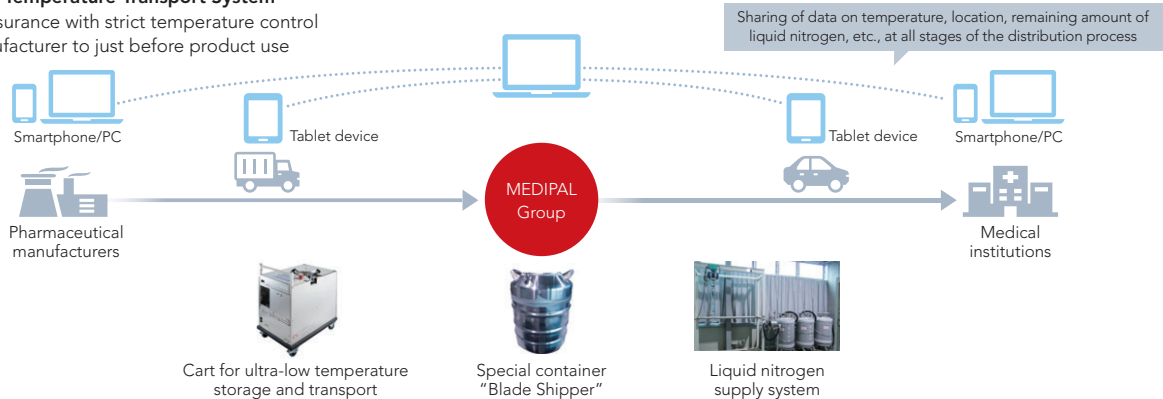 Temperature Transport System
surance with strict temperature control
ufacturer to just before product use
Sharing of data on temperature, location, remaining amount of
liquid nitrogen, etc., at all stages of the distribution process
Smartphone/PC
Tablet device
Tablet device
Smartphone/PC
MEDIPAL
Group
Pharmaceutical
manufacturers
Medical
institutions
Cart for ultra-low temperature
storage and transport
Special container
“Blade Shipper”
Liquid nitrogen
supply system